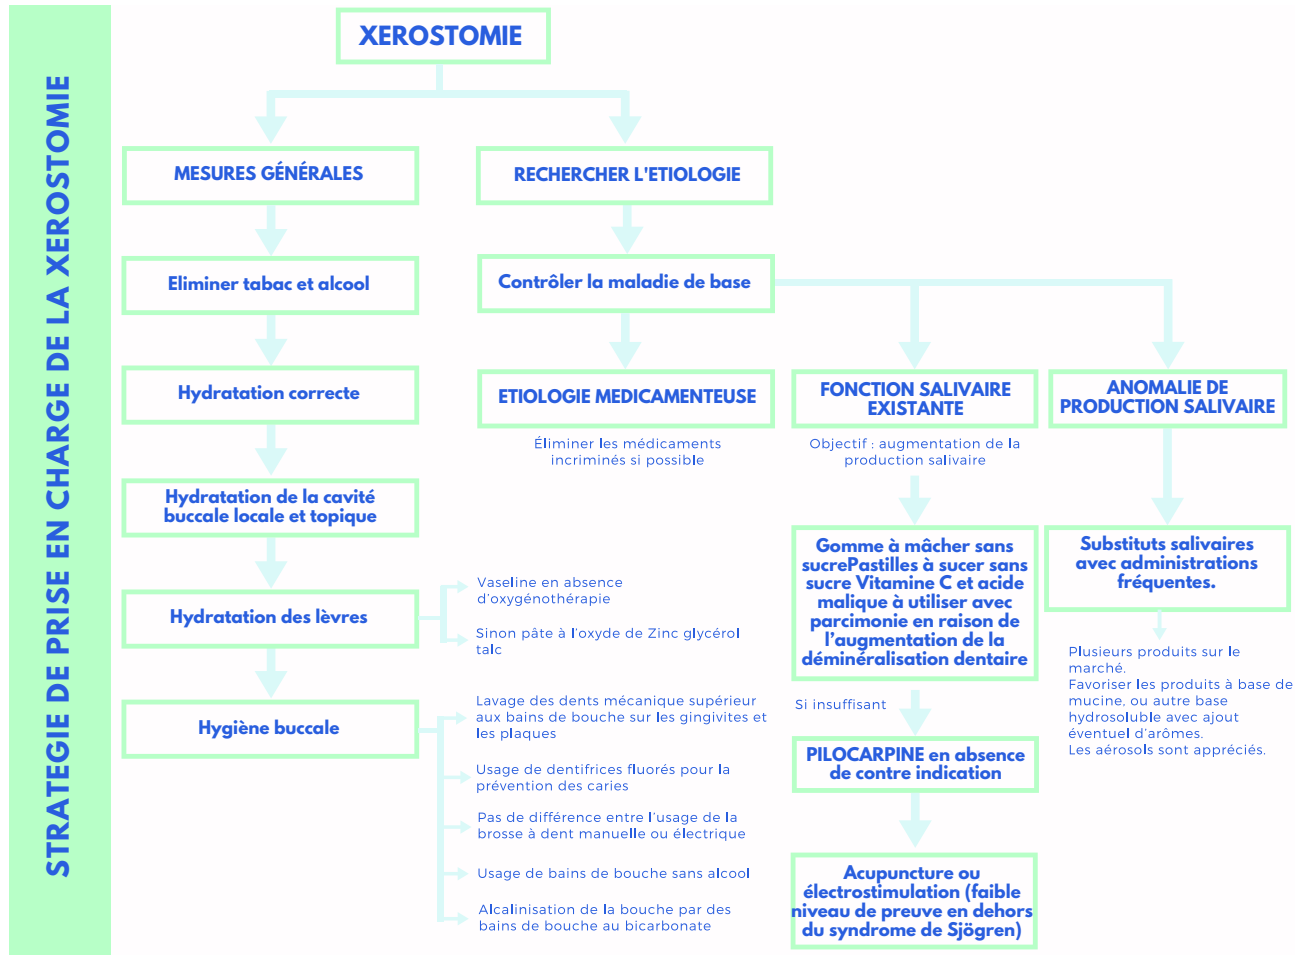 STRATEGIE DE PRISE EN CHARGE DE LA XEROSTOMIE
XEROSTOMIE
MESURES GÉNÉRALES
Eliminer tabac et alcool
Hydratation correcte
Hydratation de la cavité
buccale locale et topique
Hydratation des lèvres
Vaseline en absence
d'oxygénothérapie
Sinon pâte à l'oxyde de Zinc glycérol
talc
Hygiène buccale
Lavage des dents mécanique supérieur
aux bains de bouche sur les gingivites et
les plaques
Usage de dentifrices fluorés pour la
prévention des caries
Pas de différence entre l'usage de la
brosse à dent manuelle ou électrique
Usage de bains de bouche sans alcool
Alcalinisation de la bouche par des
bains de bouche au bicarbonate
RECHERCHER L'ETIOLOGIE
Contrôler la maladie de base
ETIOLOGIE MEDICAMENTEUSE
Éliminer les médicaments
incriminés si possible
FONCTION SALIVAIRE
EXISTANTE
Objectif : augmentation de la
production salivaire
Gomme à mâcher sans
sucrePastilles à sucer sans
sucre Vitamine C et acide
malique à utiliser avec
parcimonie en raison de
l'augmentation de la
déminéralisation dentaire
Si insuffisant
PILOCARPINE en absence
de contre indication
Acupuncture ou
électrostimulation (faible
niveau de preuve en dehors
du syndrome de Sjögren)
ANOMALIE DE
PRODUCTION SALIVAIRE
Substituts salivaires
avec administrations
fréquentes.
Plusieurs produits sur le
marché.
Favoriser les produits à base de
mucine, ou autre base
hydrosoluble avec ajout
éventuel d'arômes.
Les aérosols sont appréciés.